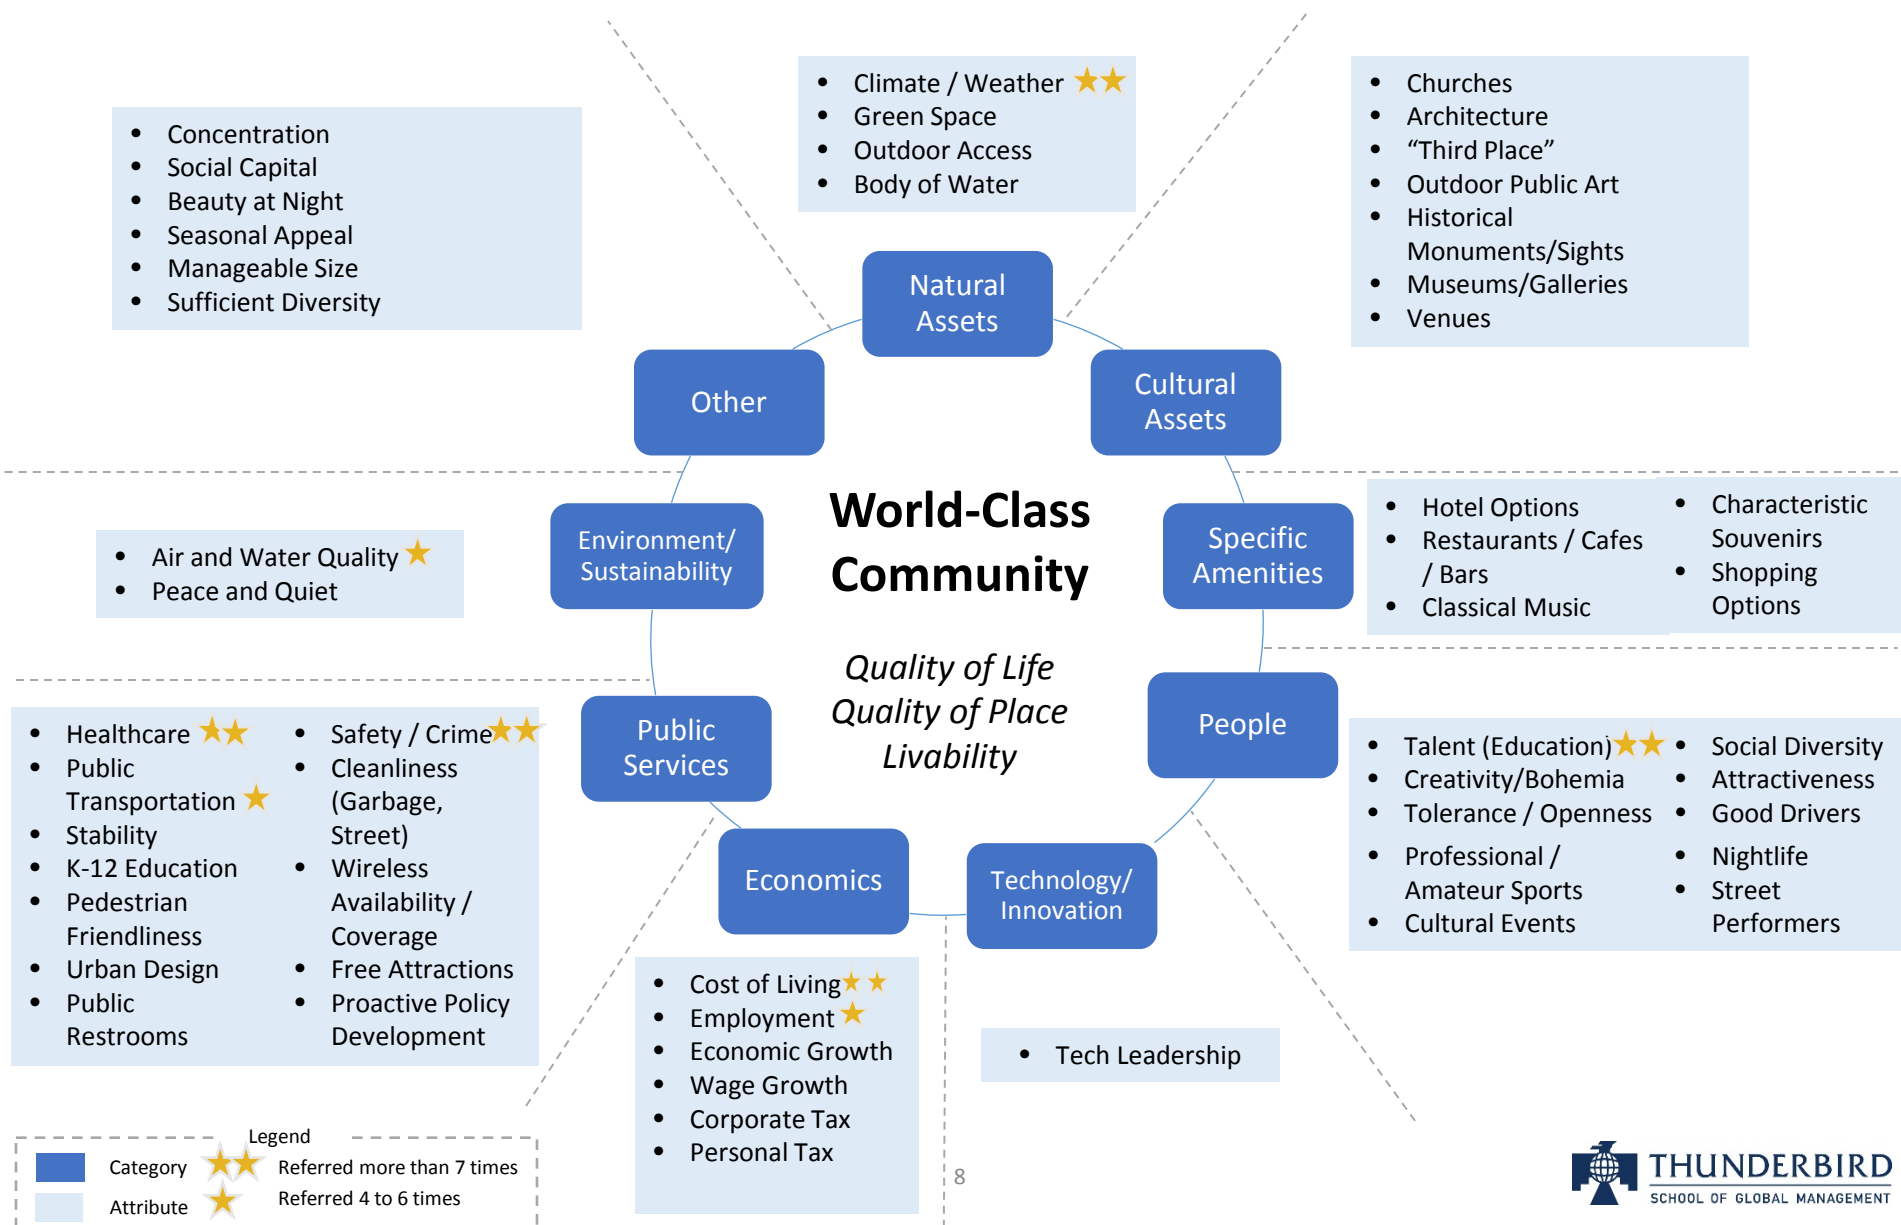 Climate / Weather
Green Space
Outdoor Access
Body of Water
Churches
Architecture
“Third Place”
Outdoor Public Art
Historical
Monuments/Sights
Museums/Galleries
Venues
Concentration
Social Capital
Beauty at Night
Seasonal Appeal
Manageable Size
Sufficient Diversity
Natural
Assets
Other
Cultural
Assets
World-Class
Community
Quality of Life
Quality of Place
Livability
Environment/
Sustainability
Specific
Amenities
Air and Water Quality
Peace and Quiet
Hotel Options
Restaurants / Cafes
/ Bars
Classical Music
Characteristic
Souvenirs
Shopping
Options
Public
Services
People
Healthcare
Public
Transportation
Stability
K-12 Education
Pedestrian
Friendliness
Urban Design
Public
Restrooms
Safety / Crime
Cleanliness
(Garbage,
Street)
Wireless
Availability /
Coverage
Free Attractions
Proactive Policy
Development
Talent (Education)
Creativity/Bohemia
Tolerance / Openness
Professional /
Amateur Sports
Cultural Events
Social Diversity
Attractiveness
Good Drivers
Nightlife
Street
Performers
Economics
Technology/
Innovation
Cost of Living
Employment
Economic Growth
Wage Growth
Corporate Tax
Personal Tax
Tech Leadership
Legend
Category
Referred more than 7 times
Attribute
Referred 4 to 6 times
8
THUNDERBIRD
SCHOOL OF GLOBAL MANAGEMENT